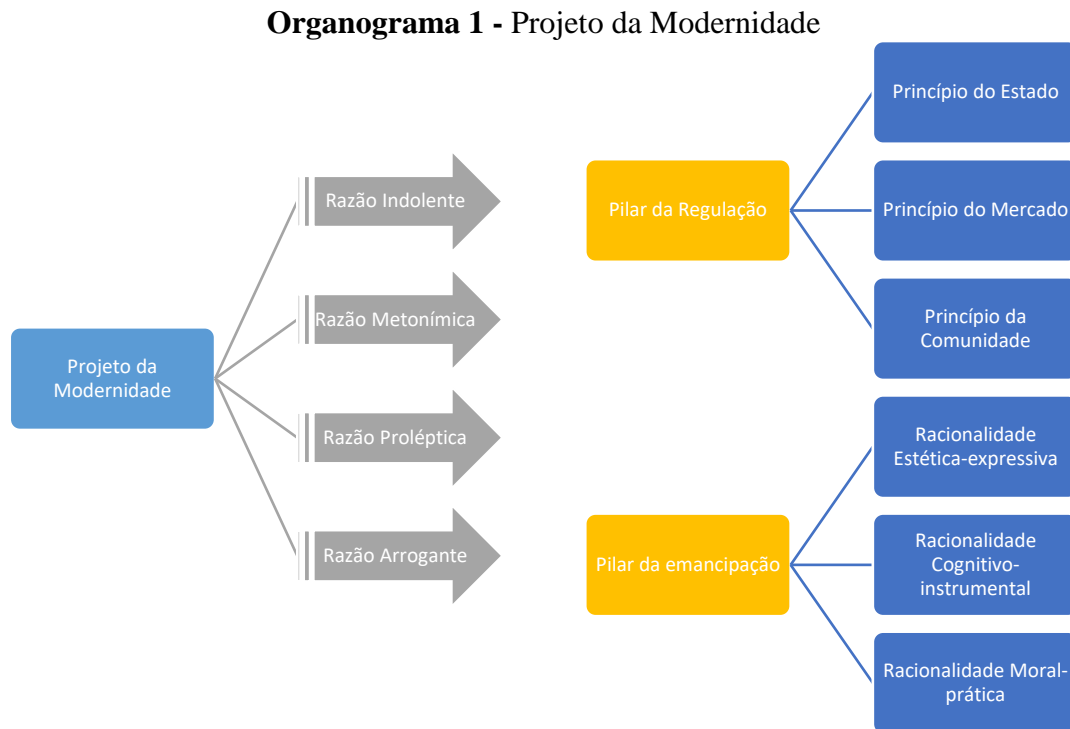 Organograma 1 - Projeto da Modernidade
Projeto da
Modernidade
Razão Indolente
Razão Metonímica
Razão Proléptica
Razão Arrogante
Pilar da Regulação
Princípio do Estado
Princípio do Mercado
Princípio da
Comunidade
Pilar da emancipação
Racionalidade
Estética-expressiva
Racionalidade
Cognitivo-
instrumental
Racionalidade Moral-
prática